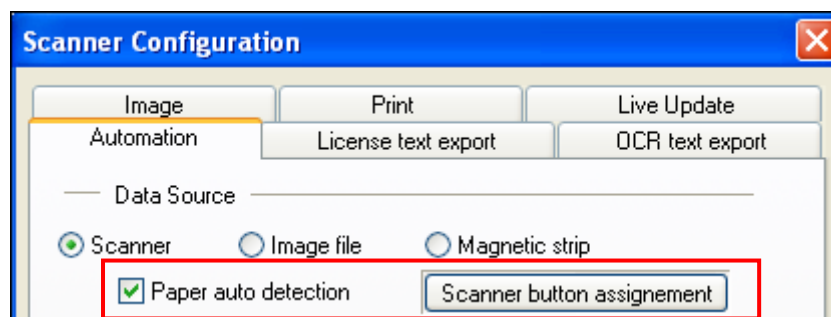 Scanner Configuration
Image Print Live Update
Automation License text export OCR text export
Data Source
Scanner Image file Magnetic strip
Paper auto detection Scanner button assignement